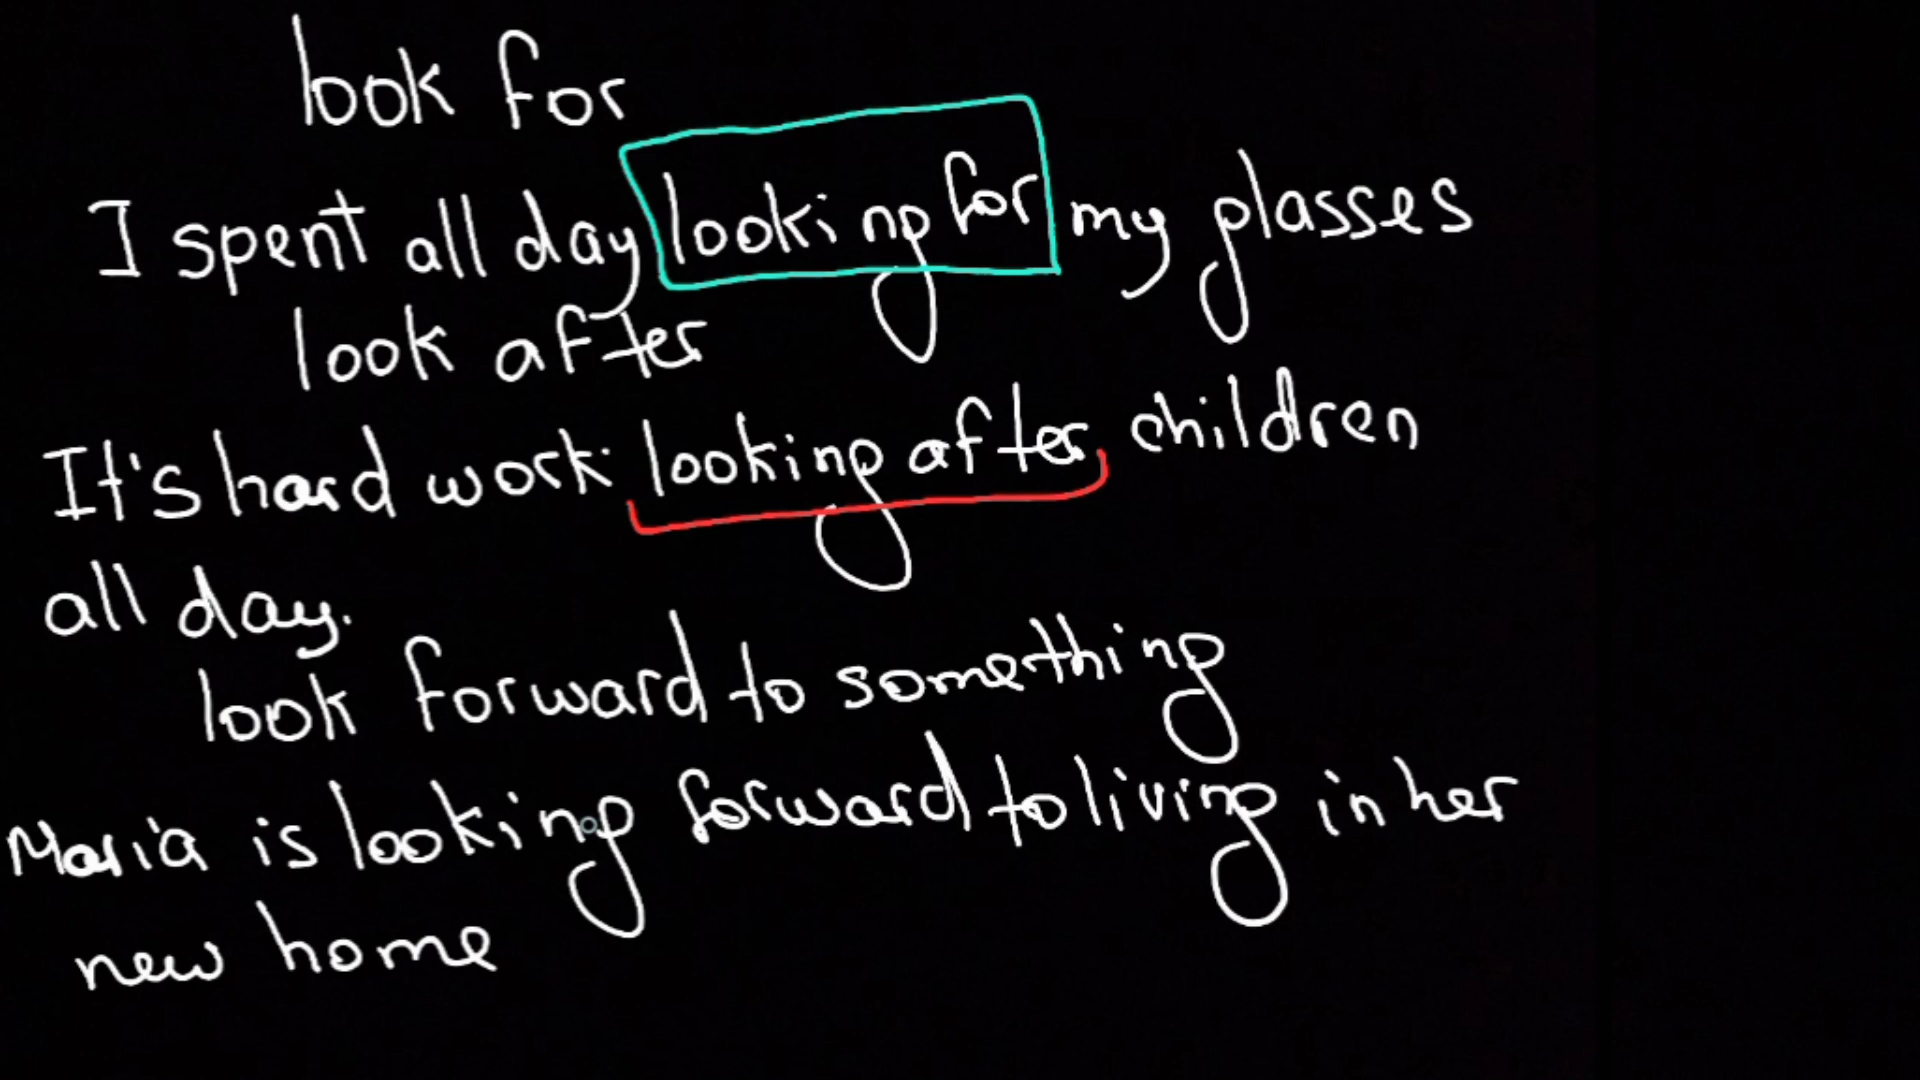 look for
I spent all day looking for my glasses
look after
It's hard work looking after children
all day.
look forward to something
Maria is looking forward to living in her
new home